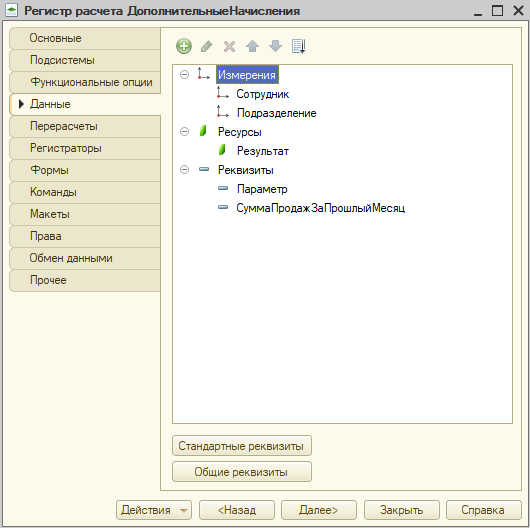 Регистр расчета ДополнительныеНачисления
Основные
Подсистемы
Функциональные опции
Данные
Перерасчеты
Регистраторы
Формы
Команды
Макеты
Права
Обмен данными
Прочее
Измерения
Сотрудник
Подразделение
Ресурсы
Результат
Реквизиты
Параметр
СуммаПродажЗаПрошлыйМесяц
Стандартные реквизиты
Общие реквизиты
Действия
<Назад
Далее>
Закрыть
Справка